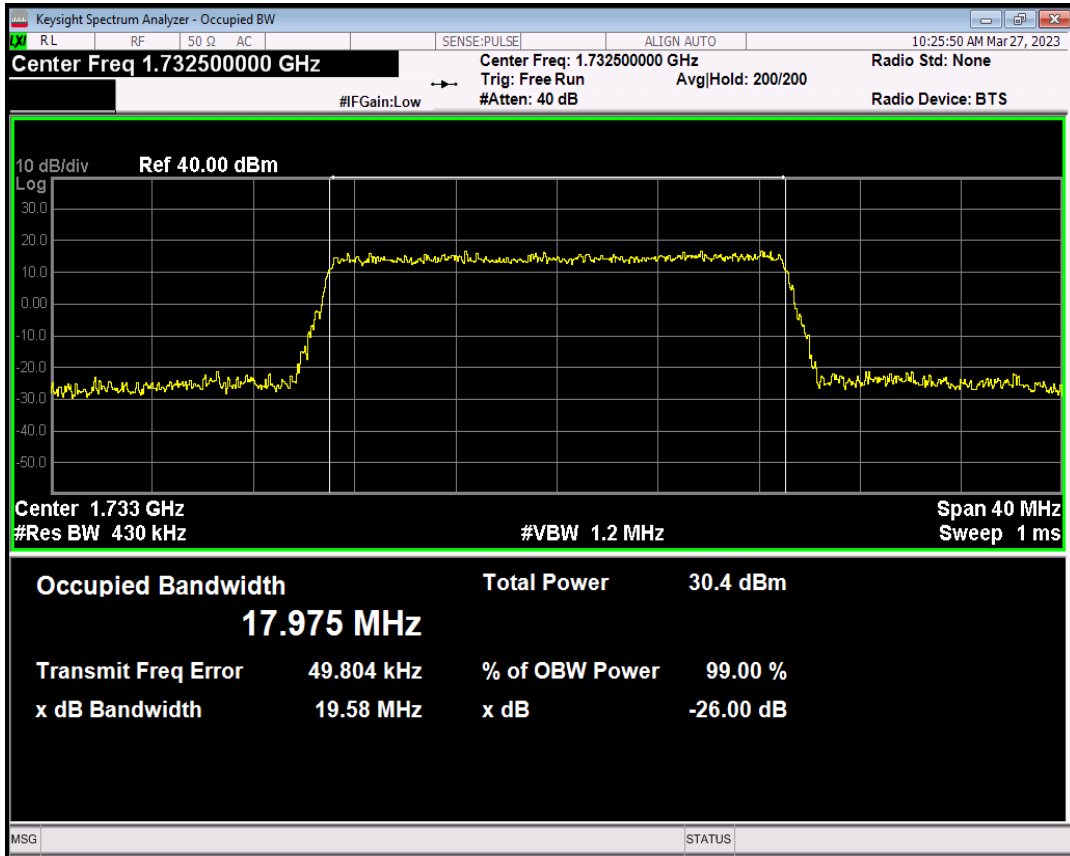 Keysight Spectrum Analyzer - Occupied BW
LXI RL RF 50 Ω AC SENSE:PULSE ALIGN AUTO 10:25:50 AM Mar 27, 2023
Center Freq 1.732500000 GHz Center Freq: 1.732500000 GHz Radio Std: None
Trig: Free Run Avg|Hold: 200/200
#IFGain:Low #Atten: 40 dB Radio Device: BTS
10 dB/div Ref 40.00 dBm
Log
30.0
20.0
10.0
0.00
-10.0
-20.0
-30.0
-40.0
-50.0
Center 1.733 GHz Span 40 MHz
#Res BW 430 kHz #VBW 1.2 MHz Sweep 1 ms
Occupied Bandwidth Total Power 30.4 dBm
17.975 MHz
Transmit Freq Error 49.804 kHz % of OBW Power 99.00 %
x dB Bandwidth 19.58 MHz x dB -26.00 dB
MSG STATUS